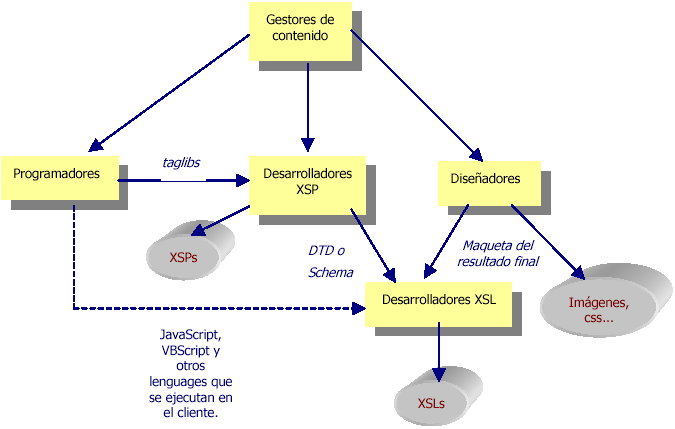 Gestores de
contenido
Programadores
taglibs
Desarrolladores
XSP
Diseñadores
XSPs
DTD o
Schema
Maqueta del
resultado final
Desarrolladores XSL
Imágenes,
css...
JavaScript,
VBScript y
otros
lenguages que
se ejecutan en
el cliente.
XSLs